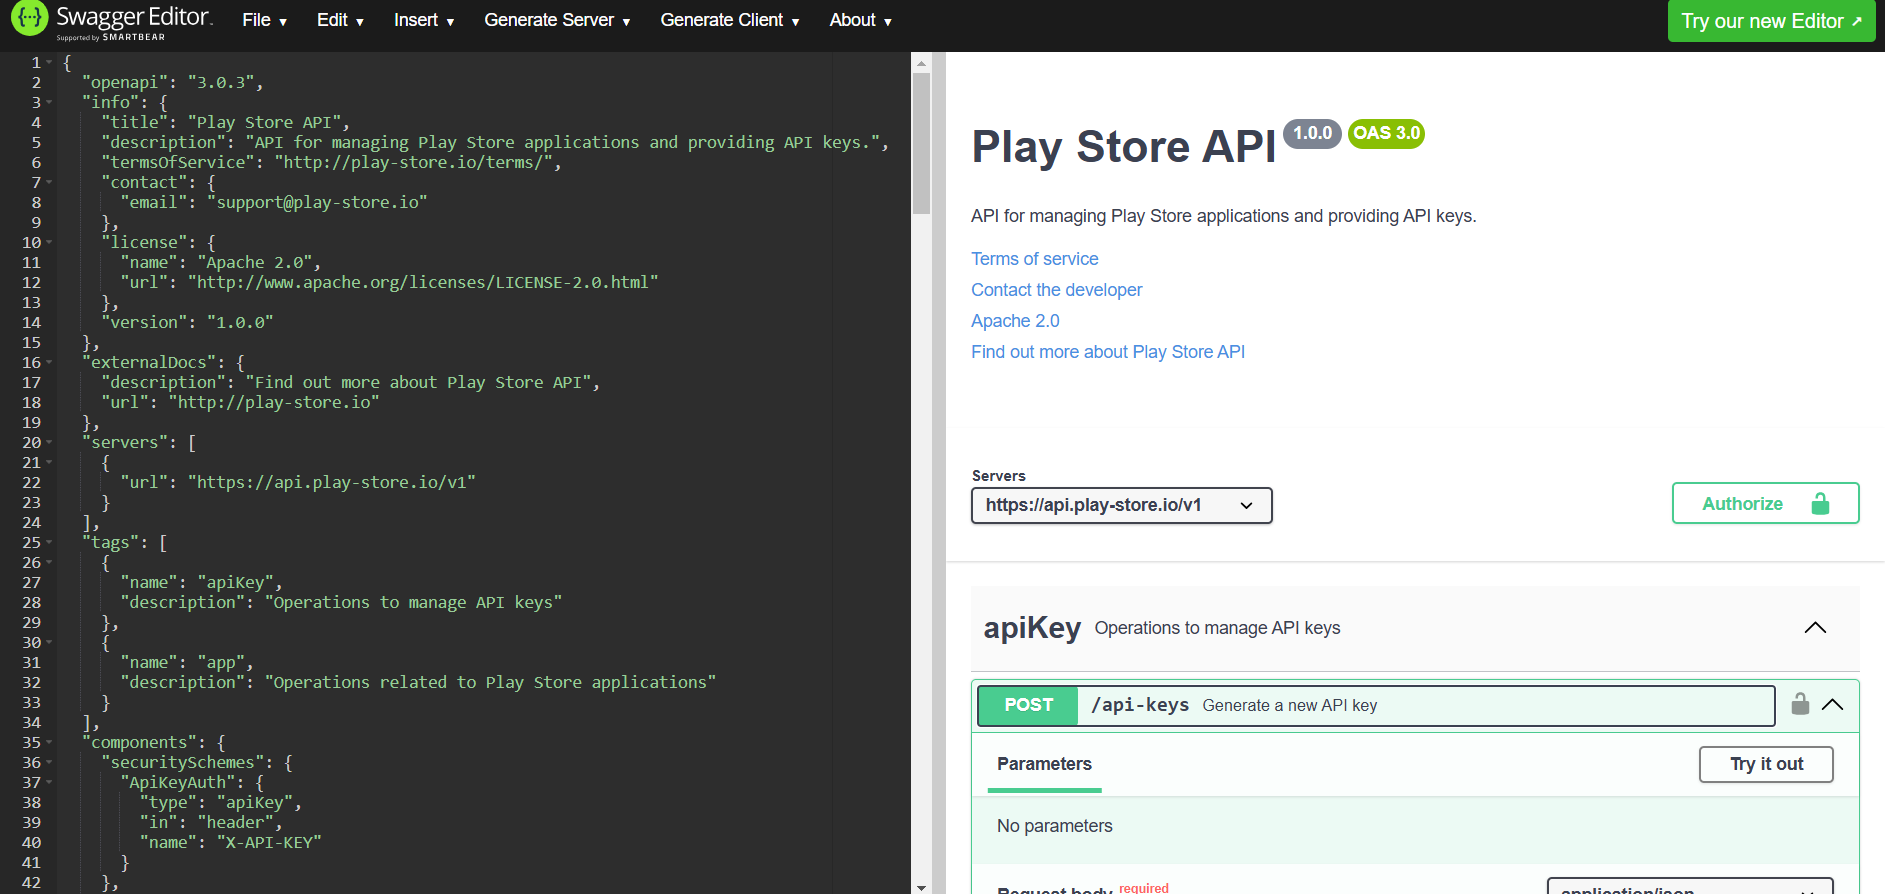 Swagger Editor.
Supported by SMARTBEAR
File ▾ Edit ▾ Insert ▾ Generate Server ▾ Generate Client ▾ About ▾
Try our new Editor ↗
1 {
2 "openapi": "3.0.3",
3 "info": {
4 "title": "Play Store API",
5 "description": "API for managing Play Store applications and providing API keys.",
6 "termsOfService": "http://play-store.io/terms/",
7 "contact": {
8 "email": "support@play-store.io"
9 },
10 "license": {
11 "name": "Apache 2.0",
12 "url": "http://www.apache.org/licenses/LICENSE-2.0.html"
13 },
14 "version": "1.0.0"
15 },
16 "externalDocs": {
17 "description": "Find out more about Play Store API",
18 "url": "http://play-store.io"
19 },
20 "servers": [
21 {
22 "url": "https://api.play-store.io/v1"
23 }
24 ],
25 "tags": [
26 {
27 "name": "apiKey",
28 "description": "Operations to manage API keys"
29 },
30 {
31 "name": "app",
32 "description": "Operations related to Play Store applications"
33 }
34 ],
35 "components": {
36 "securitySchemes": {
37 "ApiKeyAuth": {
38 "type": "apiKey",
39 "in": "header",
40 "name": "X-API-KEY"
41 }
42 },
Play Store API 1.0.0 OAS 3.0
API for managing Play Store applications and providing API keys.
Terms of service
Contact the developer
Apache 2.0
Find out more about Play Store API
Servers
https://api.play-store.io/v1
Authorize
apiKey Operations to manage API keys
POST /api-keys Generate a new API key
Parameters
Try it out
No parameters
Request body required
application/json